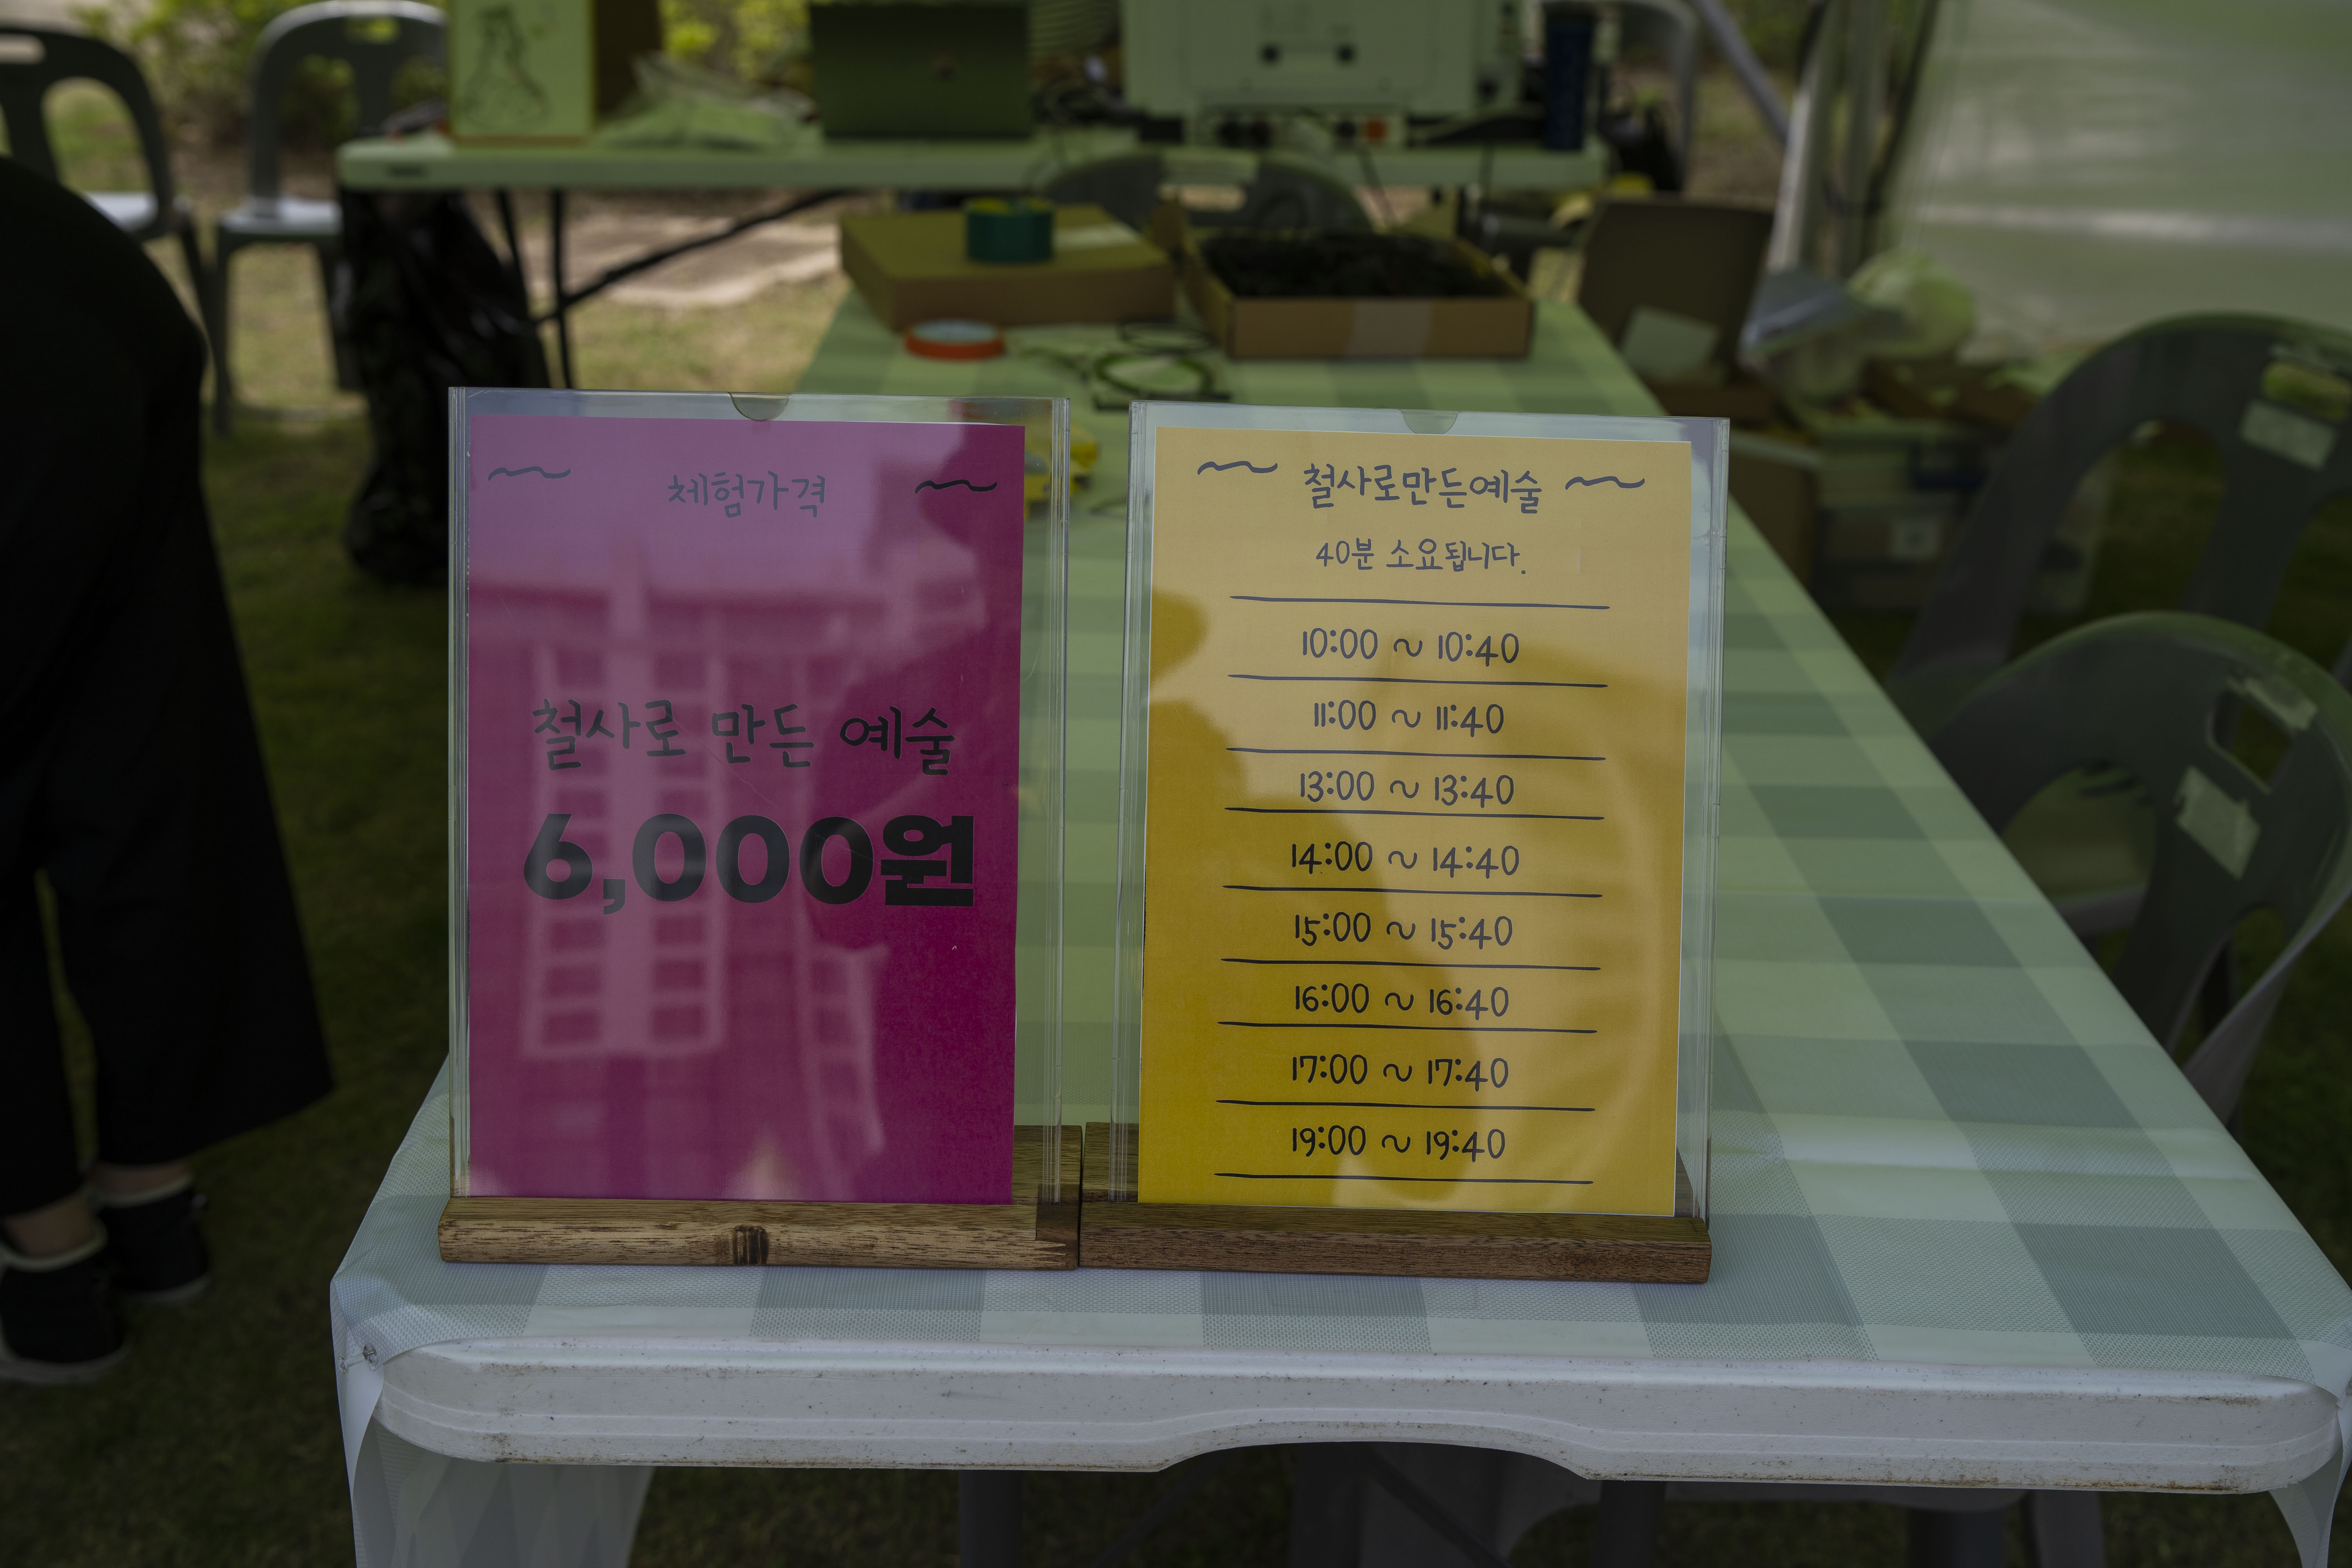 체험가격
철사로 만든 예술
6,000원
철사로만든예술
40분 소요됩니다.
10:00 ~ 10:40
11:00 ~ 11:40
13:00 ~ 13:40
14:00 ~ 14:40
15:00 ~ 15:40
16:00 ~ 16:40
17:00 ~ 17:40
19:00 ~ 19:40